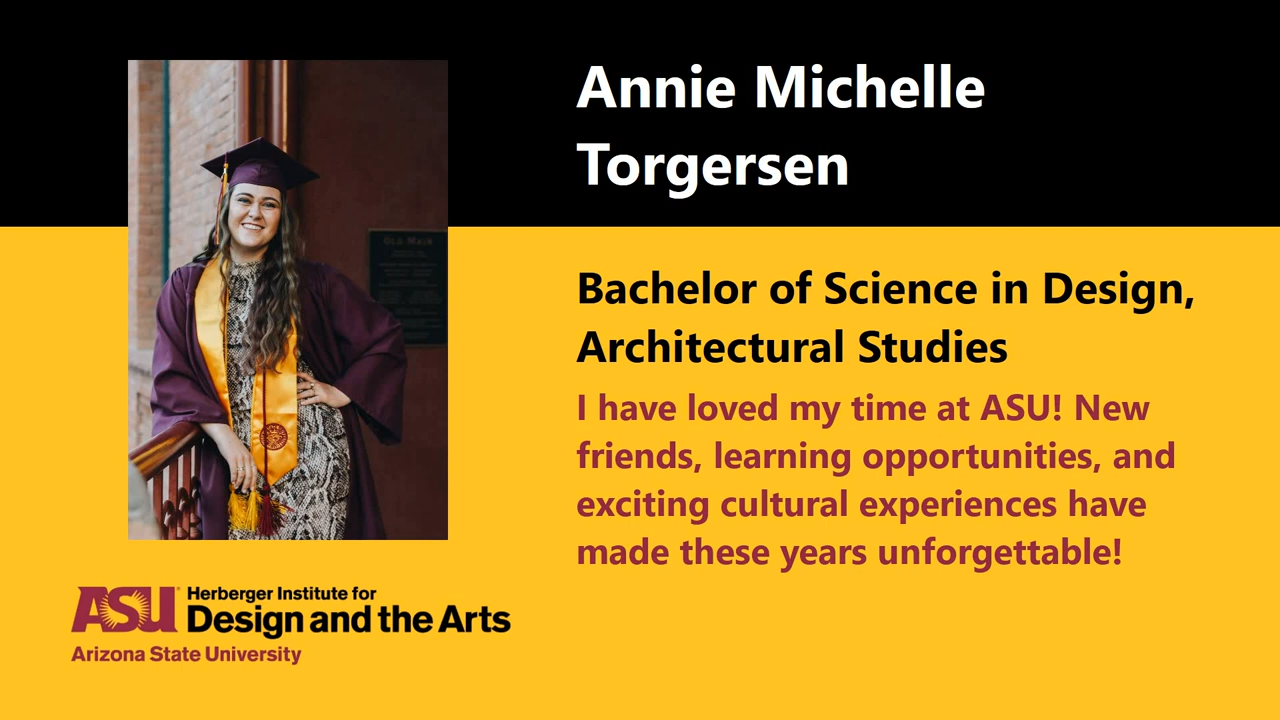 Annie Michelle
Torgersen
Bachelor of Science in Design,
Architectural Studies
I have loved my time at ASU! New
friends, learning opportunities, and
exciting cultural experiences have
made these years unforgettable!
OLD MAIN
ASU Herberger Institute for
Design and the Arts
Arizona State University